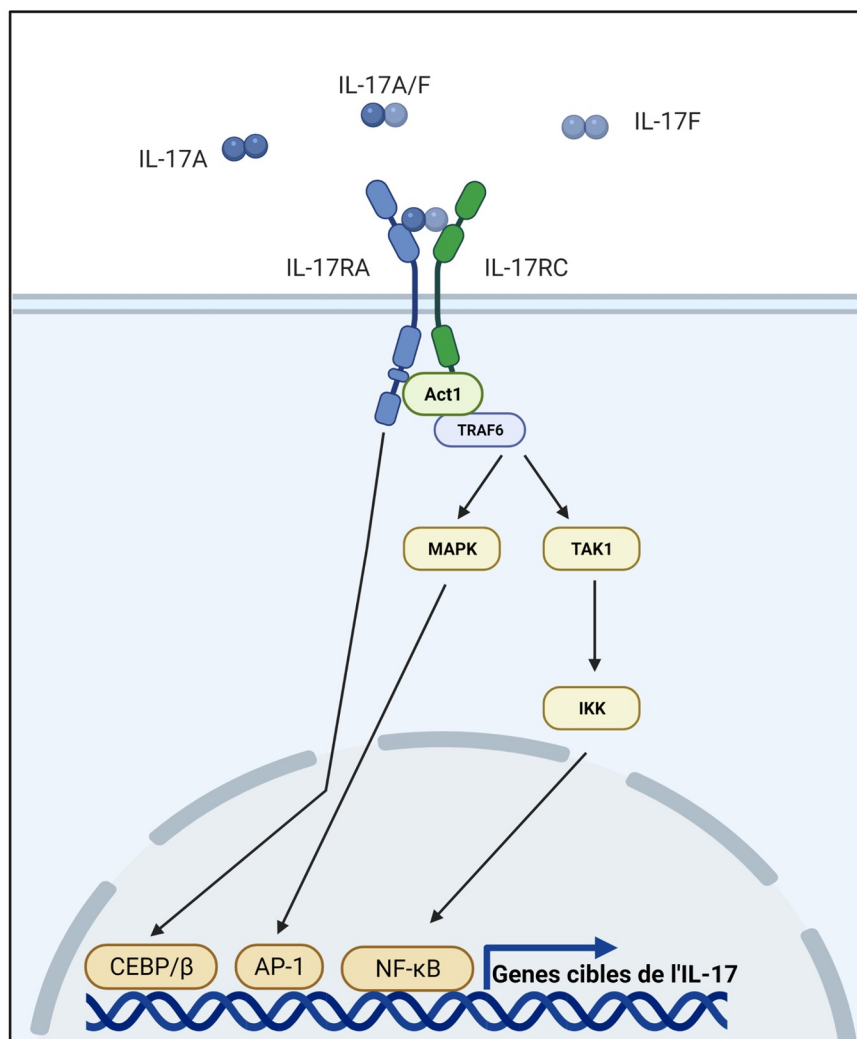 IL-17A/F
IL-17F
IL-17A
IL-17RA
IL-17RC
Act1
TRAF6
MAPK
TAK1
IKK
CEBP/β
AP-1
NF-κB
Genes cibles de l'IL-17